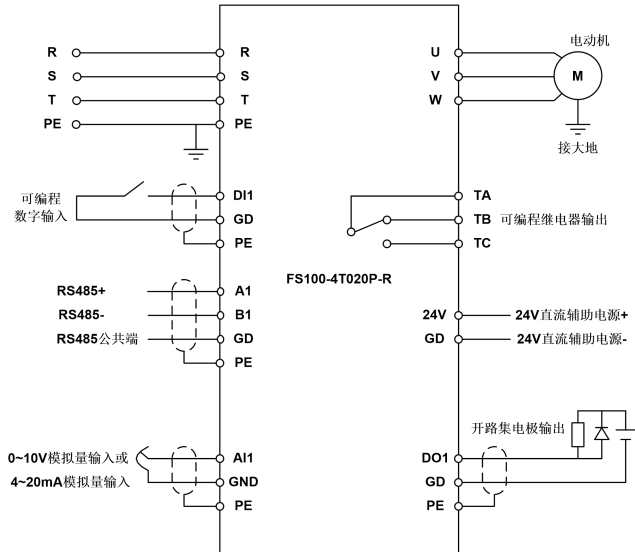 R R U 电动机
S S V M
T T W
PE PE 接大地
可编程 DI1 TA
数字输入 GD TB 可编程继电器输出
PE TC
FS100-4T020P-R
RS485+ A1
RS485- B1 24V 24V直流辅助电源+
RS485公共端 GD GD 24V直流辅助电源-
PE
开路集电极输出
0~10V模拟量输入或 AI1 DO1
4~20mA模拟量输入 GND GD
PE PE